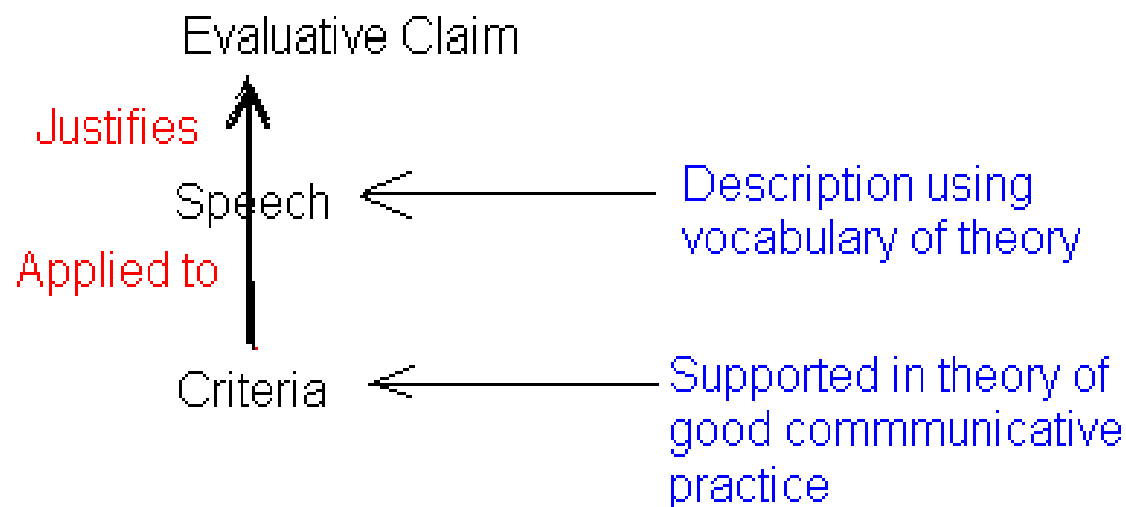 Evaluative Claim
Justifies
Speech
Description using
vocabulary of theory
Applied to
Criteria
Supported in theory of
good commmunicative
practice